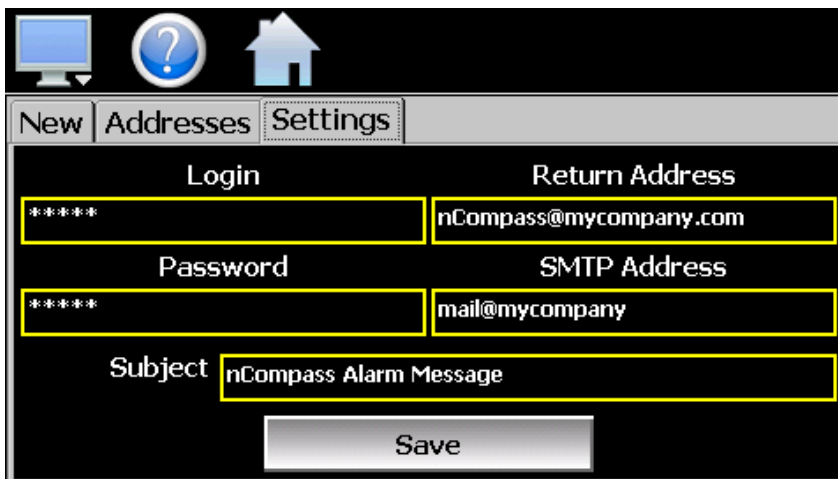 ?
New Addresses Settings
Login Return Address
***** nCompass@mycompany.com
Password SMTP Address
***** mail@mycompany
Subject nCompass Alarm Message
Save